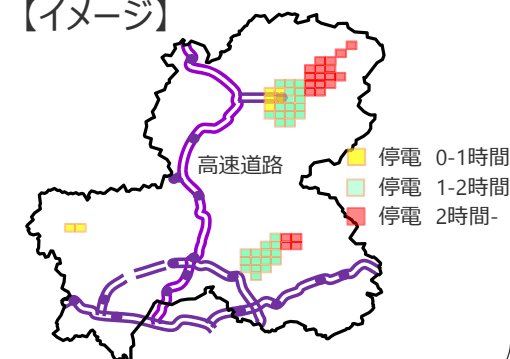 【イメージ】
高速道路
停電 0-1時間
停電 1-2時間
停電 2時間-